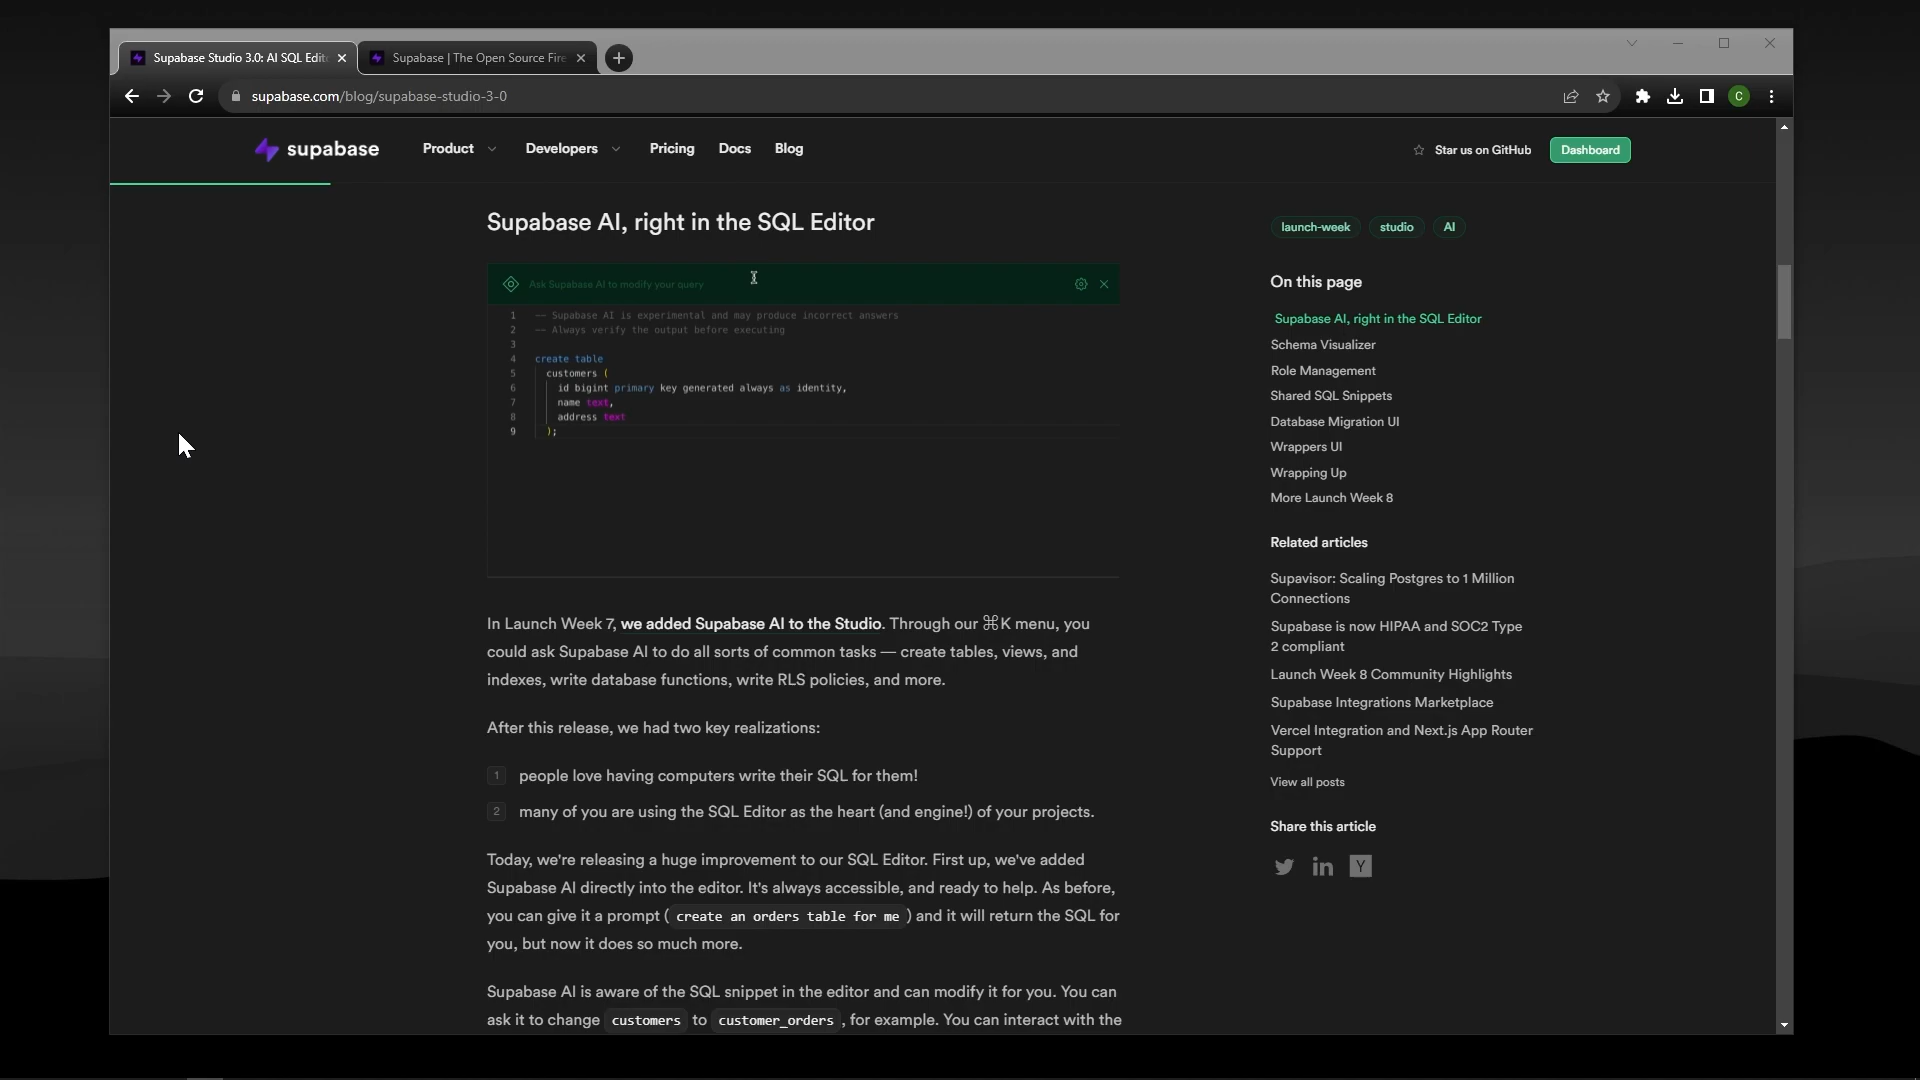 Supabase Studio 3.0: AI SQL Edit
Supabase | The Open Source Fire
supabase.com/blog/supabase-studio-3-0
C
supabase
Product
Developers
Pricing
Docs
Blog
Star us on GitHub
Dashboard
Supabase AI, right in the SQL Editor
Ask Supabase AI to modify your query
1 -- Supabase AI is experimental and may produce incorrect answers
2 -- Always verify the output before executing
3
4 create table
5 customers (
6 id bigint primary key generated always as identity,
7 name text,
8 address text
9 );
In Launch Week 7, we added Supabase AI to the Studio. Through our ⌘K menu, you
could ask Supabase AI to do all sorts of common tasks — create tables, views, and
indexes, write database functions, write RLS policies, and more.
After this release, we had two key realizations:
1 people love having computers write their SQL for them!
2 many of you are using the SQL Editor as the heart (and engine!) of your projects.
Today, we're releasing a huge improvement to our SQL Editor. First up, we've added
Supabase AI directly into the editor. It's always accessible, and ready to help. As before,
you can give it a prompt ( create an orders table for me ) and it will return the SQL for
you, but now it does so much more.
Supabase AI is aware of the SQL snippet in the editor and can modify it for you. You can
ask it to change customers to customer_orders , for example. You can interact with the
launch-week
studio
AI
On this page
Supabase AI, right in the SQL Editor
Schema Visualizer
Role Management
Shared SQL Snippets
Database Migration UI
Wrappers UI
Wrapping Up
More Launch Week 8
Related articles
Supavisor: Scaling Postgres to 1 Million
Connections
Supabase is now HIPAA and SOC2 Type
2 compliant
Launch Week 8 Community Highlights
Supabase Integrations Marketplace
Vercel Integration and Next.js App Router
Support
View all posts
Share this article
in
Y